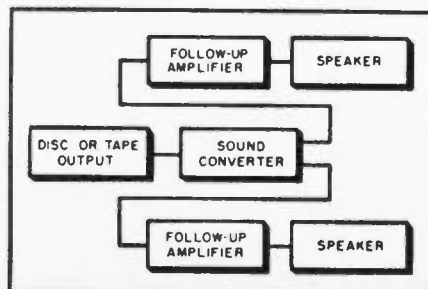 FOLLOW-UP
AMPLIFIER
SPEAKER
DISC OR TAPE
OUTPUT
SOUND
CONVERTER
FOLLOW-UP
AMPLIFIER
SPEAKER